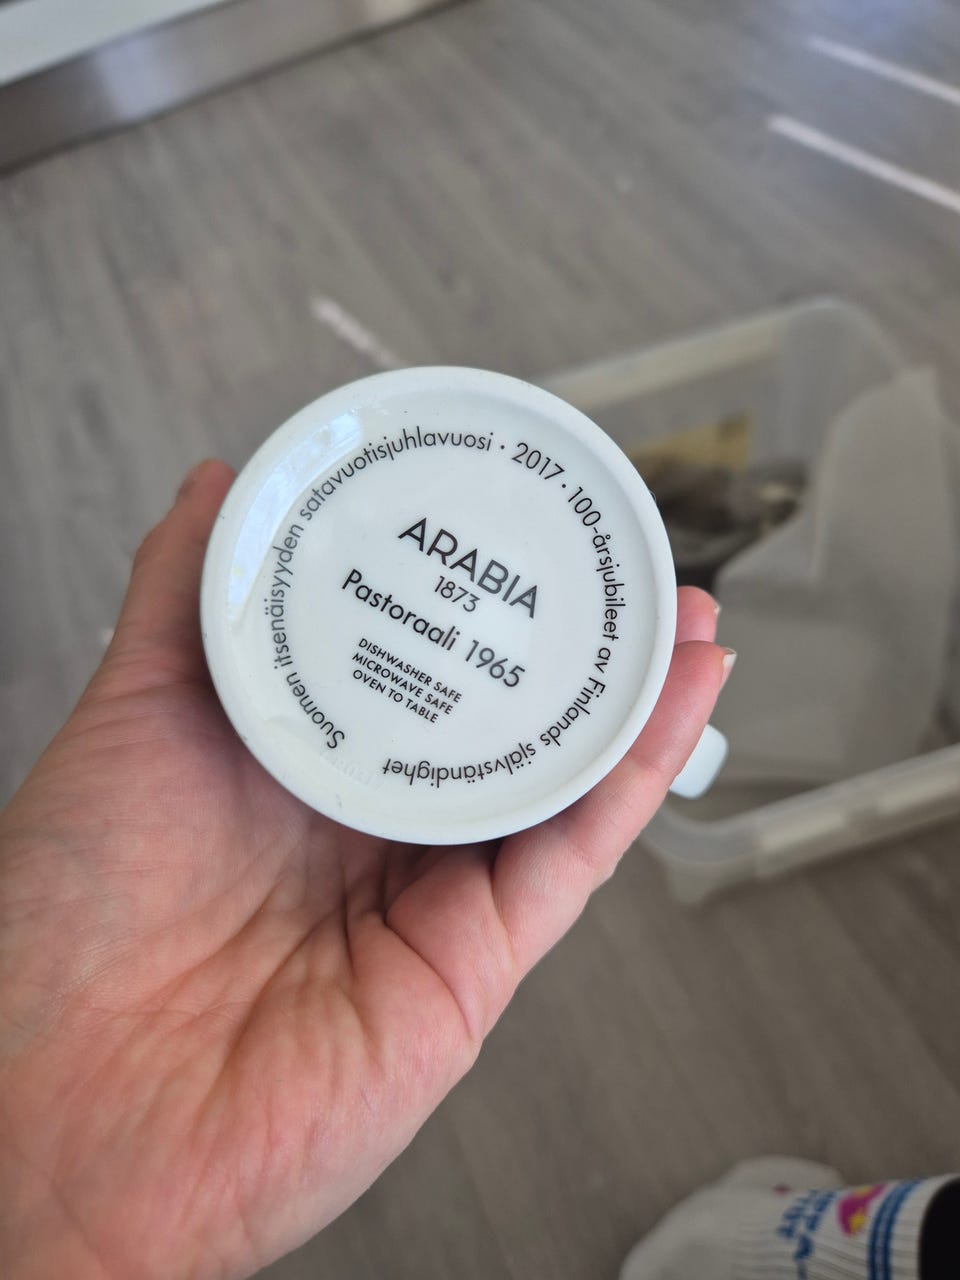 Suomen itsenäisyyden satavuotisjuhlavuosi · 2017 · 100-årsjubileet av Finlands självständighet
ARABIA
1873
Pastoraali 1965
DISHWASHER SAFE
MICROWAVE SAFE
OVEN TO TABLE